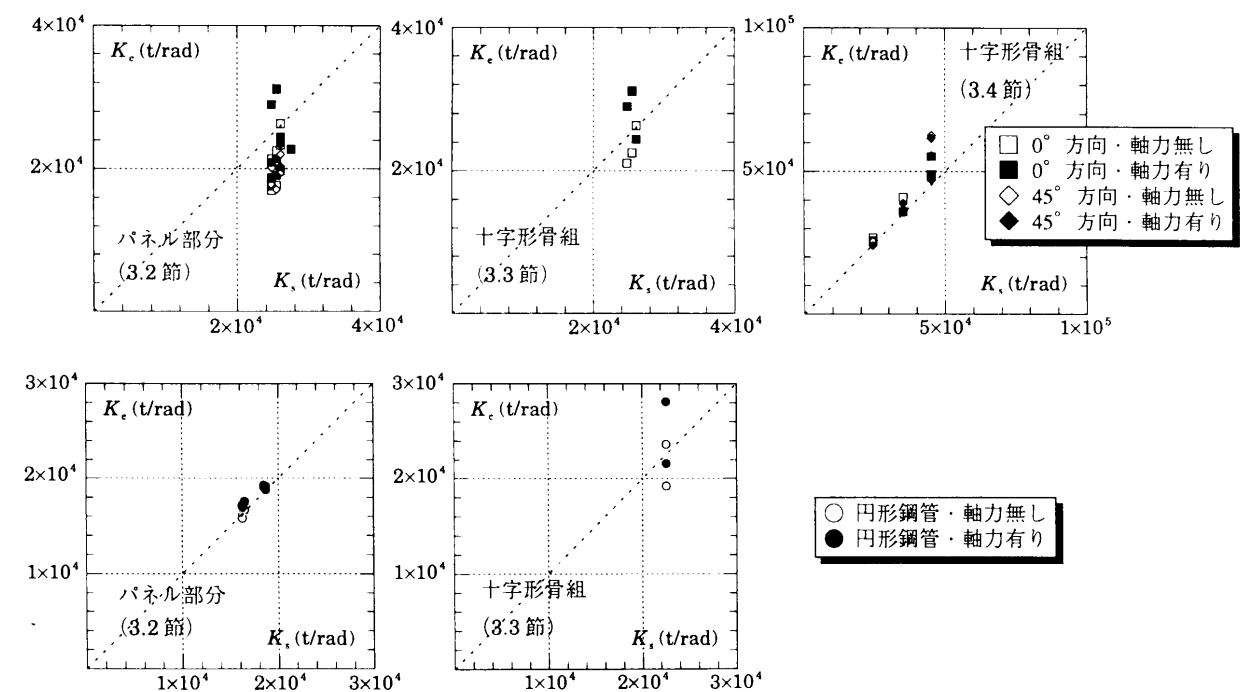 4×10⁴
Kₑ (t/rad)
2×10⁴
パネル部分
(3.2 節)
Kₛ (t/rad)
2×10⁴
4×10⁴
4×10⁴
Kₑ (t/rad)
2×10⁴
十字形骨組
(3.3 節)
Kₛ (t/rad)
2×10⁴
4×10⁴
1×10⁵
Kₑ (t/rad)
十字形骨組
(3.4 節)
5×10⁴
Kₛ (t/rad)
5×10⁴
1×10⁵
□ 0° 方向・軸力無し
■ 0° 方向・軸力有り
◇ 45° 方向・軸力無し
◆ 45° 方向・軸力有り
3×10⁴
Kₑ (t/rad)
2×10⁴
1×10⁴
パネル部分
(3.2 節)
Kₛ (t/rad)
1×10⁴
2×10⁴
3×10⁴
3×10⁴
Kₑ (t/rad)
2×10⁴
1×10⁴
十字形骨組
(3.3 節)
Kₛ (t/rad)
1×10⁴
2×10⁴
3×10⁴
○ 円形鋼管・軸力無し
● 円形鋼管・軸力有り